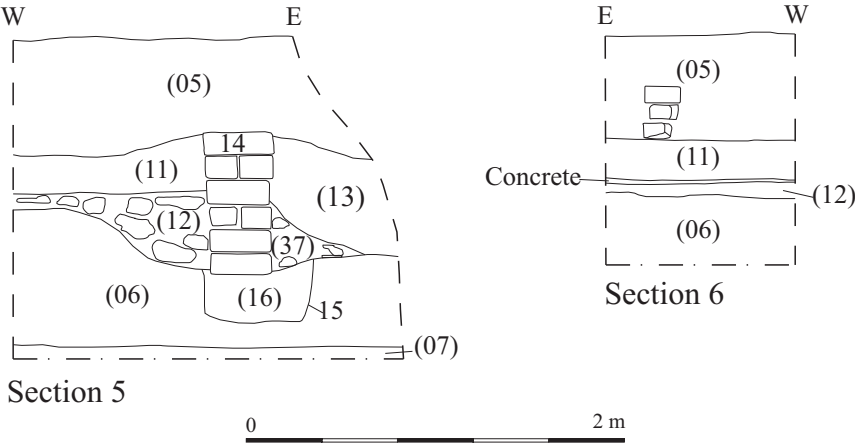 W E
(05)
14
(11)
(13)
(12)
(37)
(06)
(16)
15
(07)
Section 5
E W
(05)
(11)
Concrete
(12)
(06)
Section 6
0 2 m